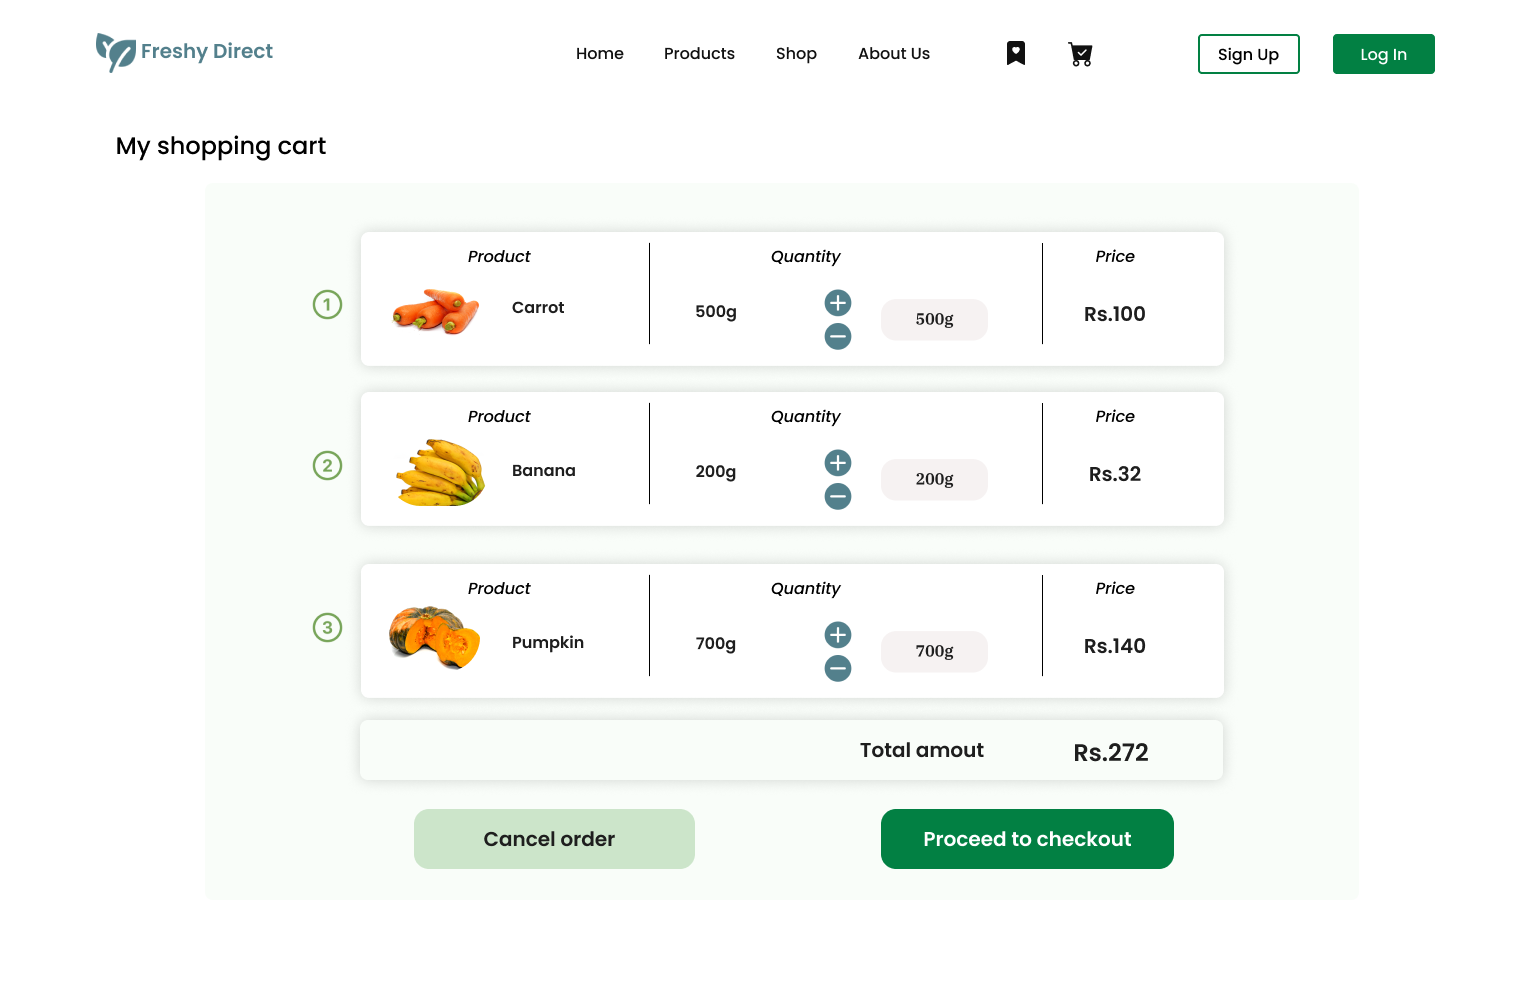 Freshy Direct
Home Products Shop About Us
Sign Up
Log In
My shopping cart
Product Quantity Price
1 Carrot 500g 500g Rs.100
Product Quantity Price
2 Banana 200g 200g Rs.32
Product Quantity Price
3 Pumpkin 700g 700g Rs.140
Total amout Rs.272
Cancel order Proceed to checkout